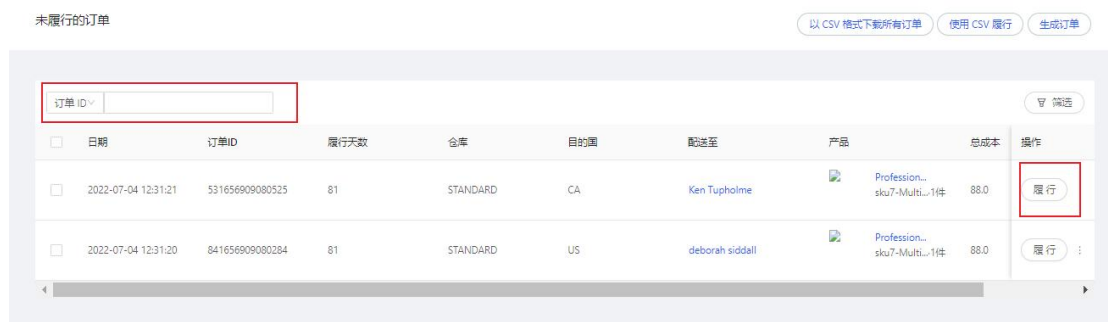 未履行的订单
以 CSV 格式下载所有订单 使用 CSV 履行 生成订单
订单 ID
筛选
日期 订单ID 履行天数 仓库 目的国 配送至 产品 总成本 操作
2022-07-04 12:31:21 531656909080525 81 STANDARD CA Ken Tupholme Profession... sku7-Multi...·1件 88.0 履行
2022-07-04 12:31:20 841656909080284 81 STANDARD US deborah siddall Profession... sku7-Multi...·1件 88.0 履行